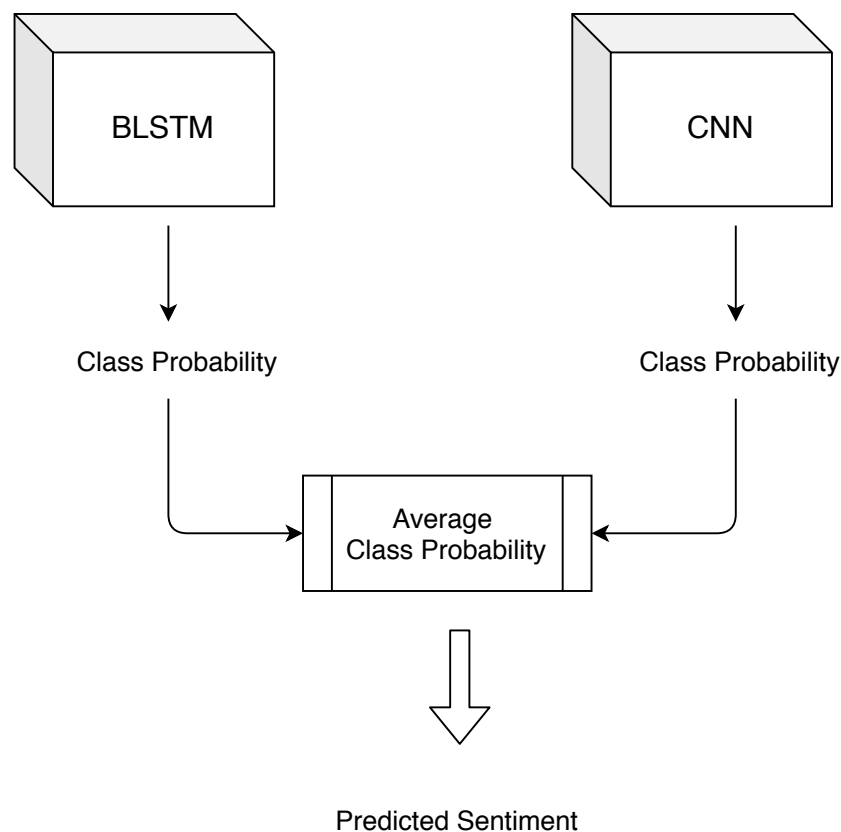 BLSTM
CNN
Class Probability
Class Probability
Average
Class Probability
Predicted Sentiment